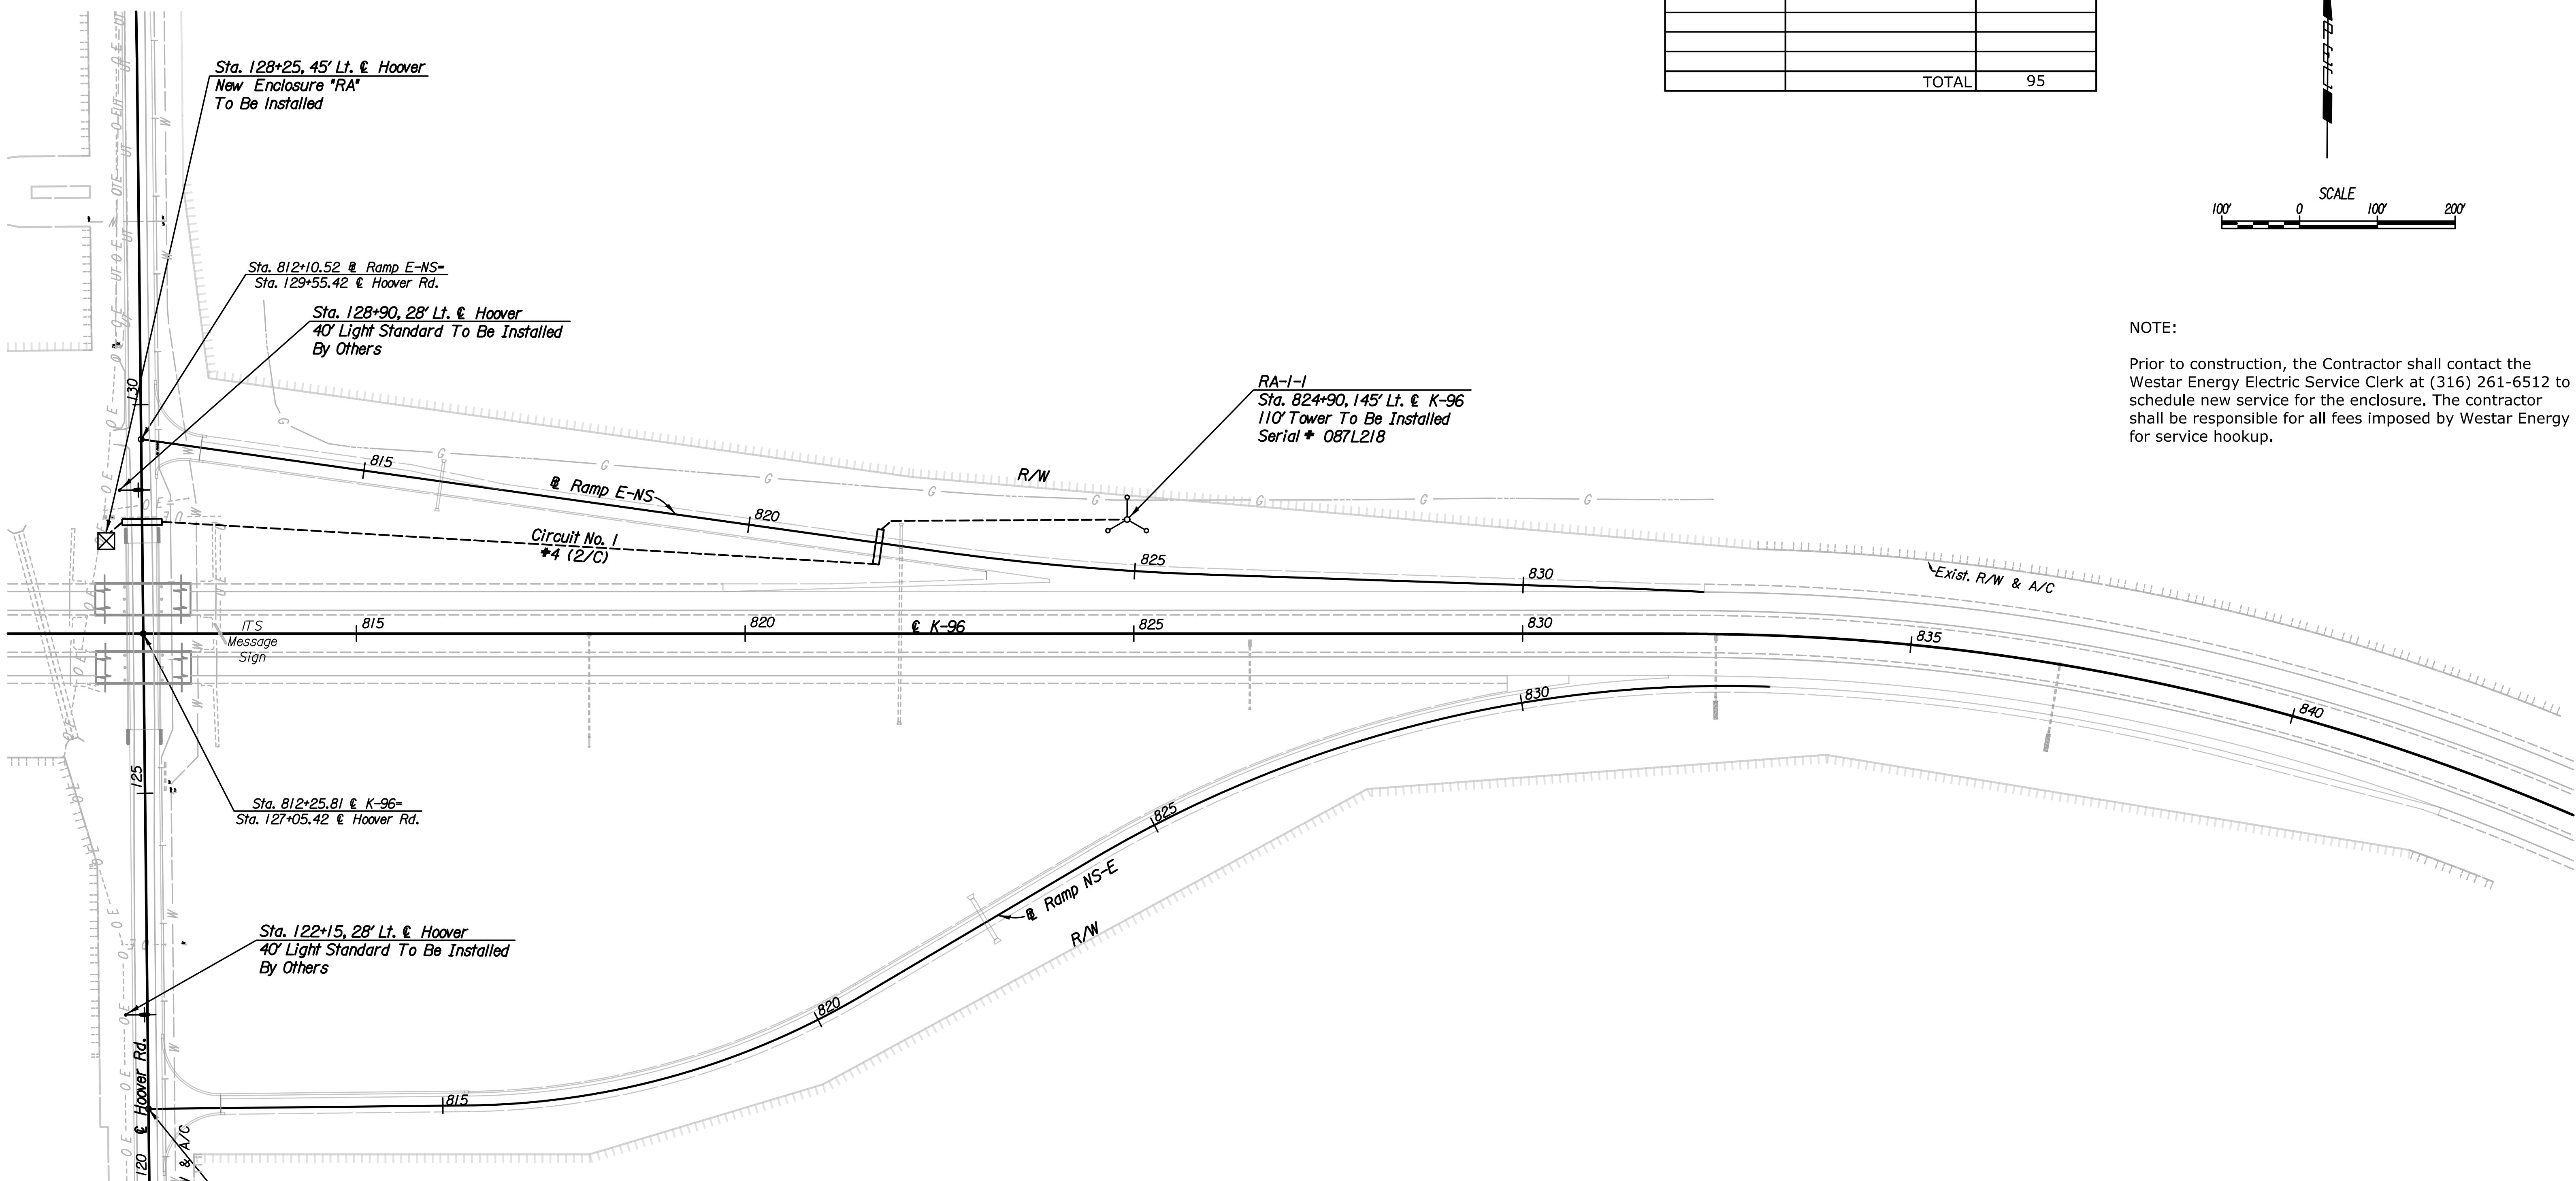 TOTAL 95
SCALE
100' 0 100' 200'
Sta. 128+25, 45' Lt. ℄ Hoover
New Enclosure "RA"
To Be Installed
Sta. 812+10.52 ⅊ Ramp E-NS=
Sta. 129+55.42 ℄ Hoover Rd.
Sta. 128+90, 28' Lt. ℄ Hoover
40' Light Standard To Be Installed
By Others
RA-1-1
Sta. 824+90, 145' Lt. ℄ K-96
110' Tower To Be Installed
Serial # 087L218
NOTE:
Prior to construction, the Contractor shall contact the
Westar Energy Electric Service Clerk at (316) 261-6512 to
schedule new service for the enclosure. The contractor
shall be responsible for all fees imposed by Westar Energy
for service hookup.
130
815
⅊ Ramp E-NS
820
R/W
Circuit No. 1
#4 (2/C)
825
830
Exist. R/W & A/C
ITS
Message
Sign
815
820
℄ K-96
825
830
835
840
830
125
Sta. 812+25.81 ℄ K-96=
Sta. 127+05.42 ℄ Hoover Rd.
825
⅊ Ramp NS-E
R/W
Sta. 122+15, 28' Lt. ℄ Hoover
40' Light Standard To Be Installed
By Others
820
815
℄ Hoover Rd.
120
& A/C